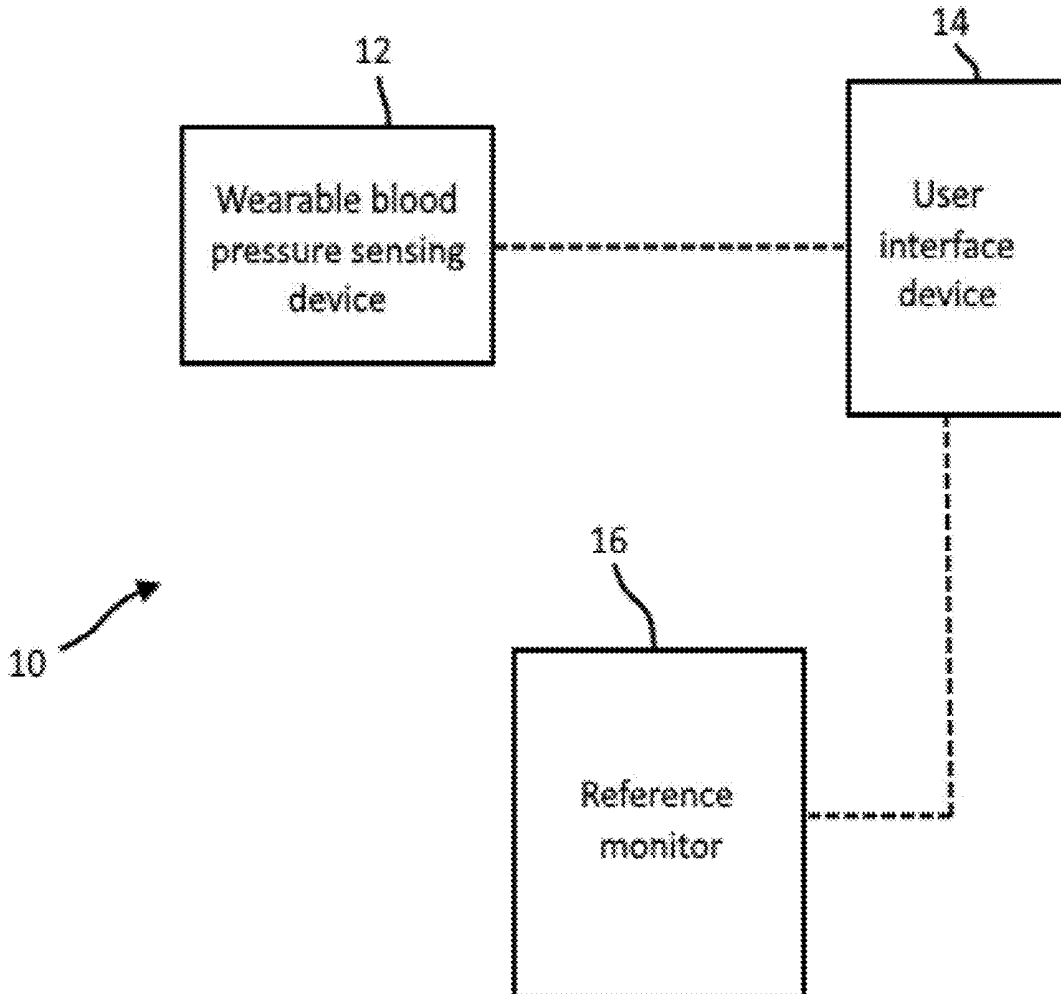 12
14
Wearable blood
pressure sensing
device
User
interface
device
16
10
Reference
monitor